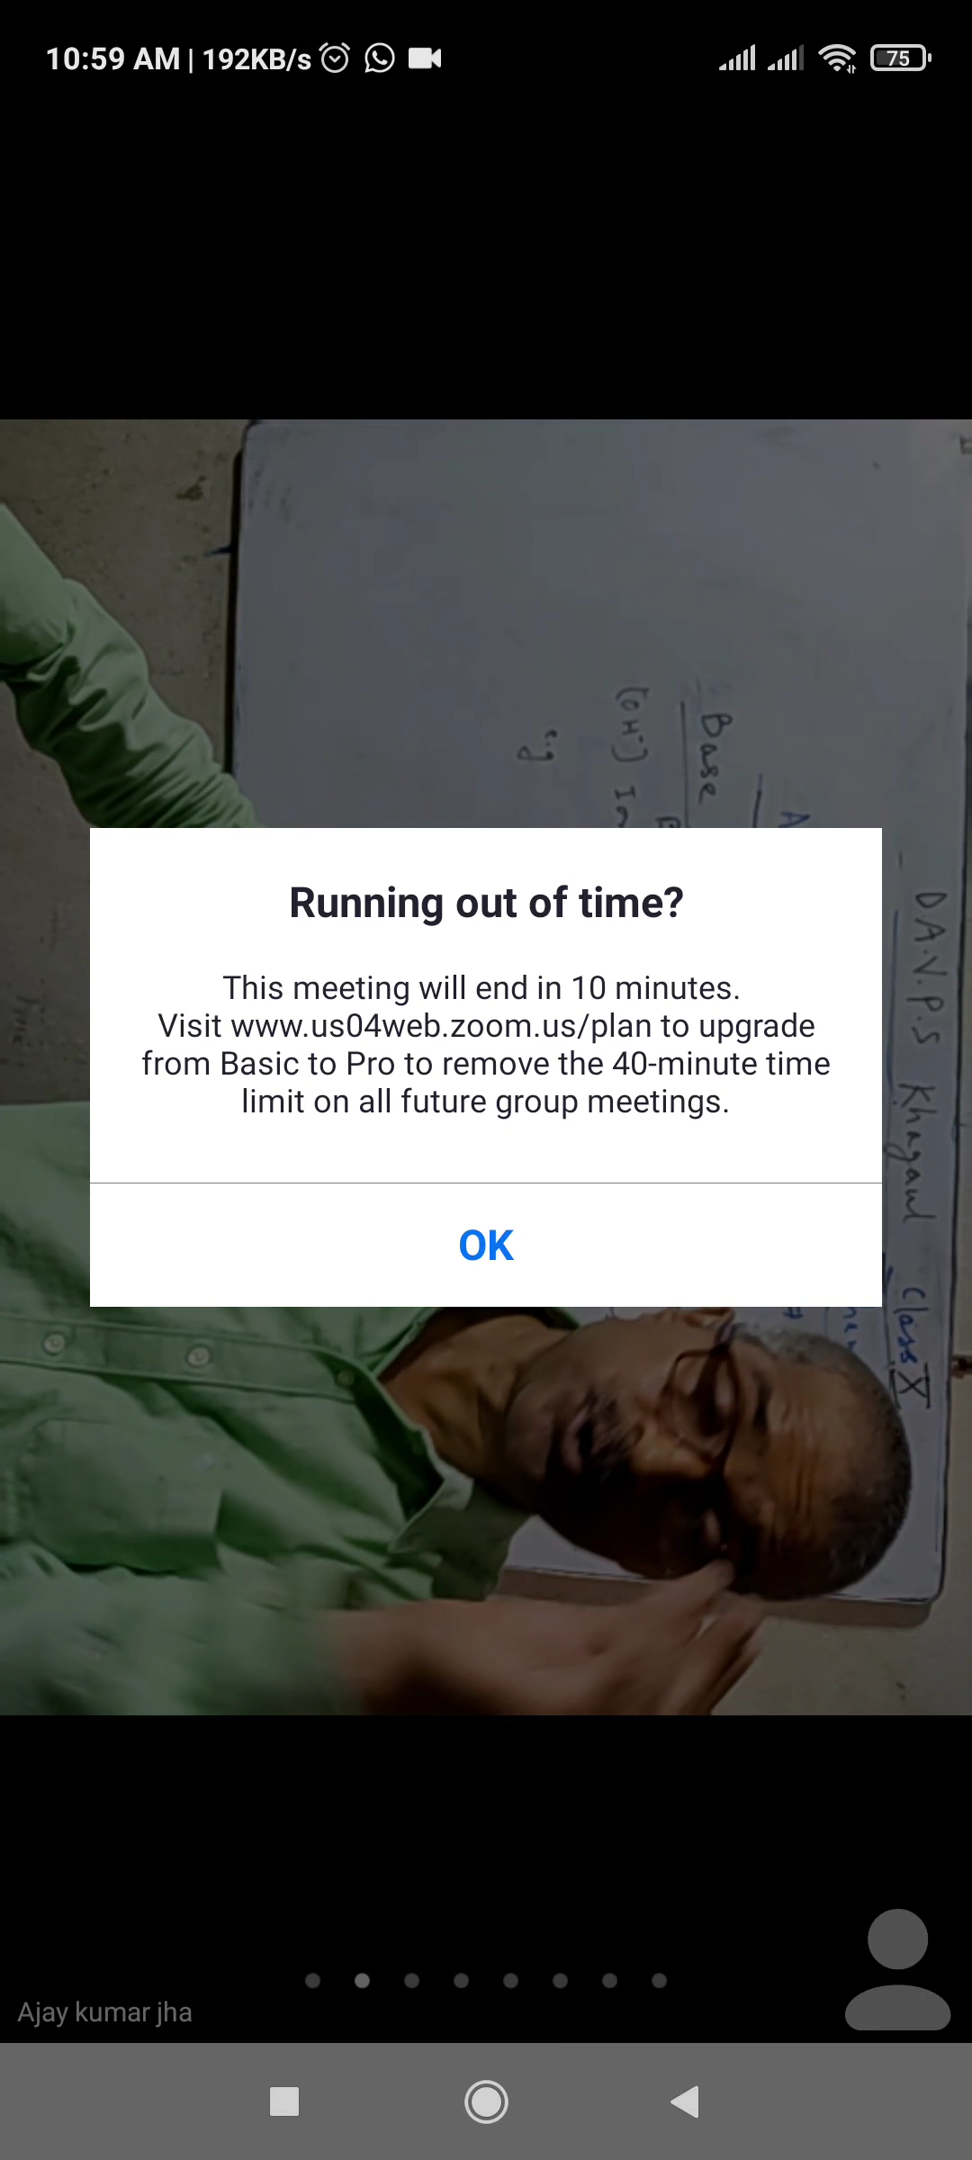 10:59 AM | 192KB/s
75
D.A.V.P.S Khagaul Class X
Base
(OH⁻) In
e.g
Running out of time?
This meeting will end in 10 minutes.
Visit www.us04web.zoom.us/plan to upgrade
from Basic to Pro to remove the 40-minute time
limit on all future group meetings.
OK
Ajay kumar jha